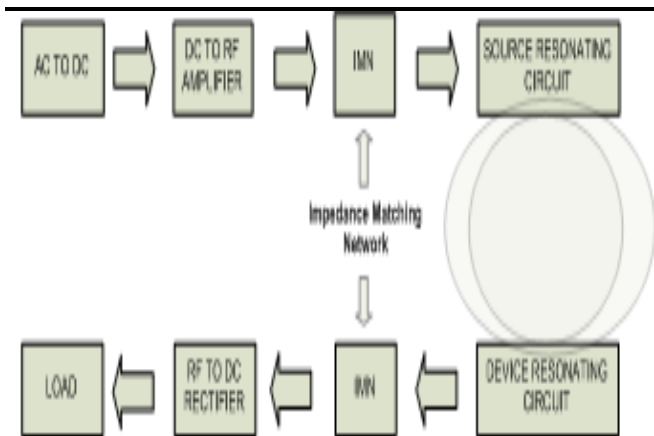 AC TO DC
DC TO RF
AMPLIFIER
IMN
SOURCE RESONATING
CIRCUIT
Impedance Matching
Network
LOAD
RF TO DC
RECTIFIER
IMN
DEVICE RESONATING
CIRCUIT